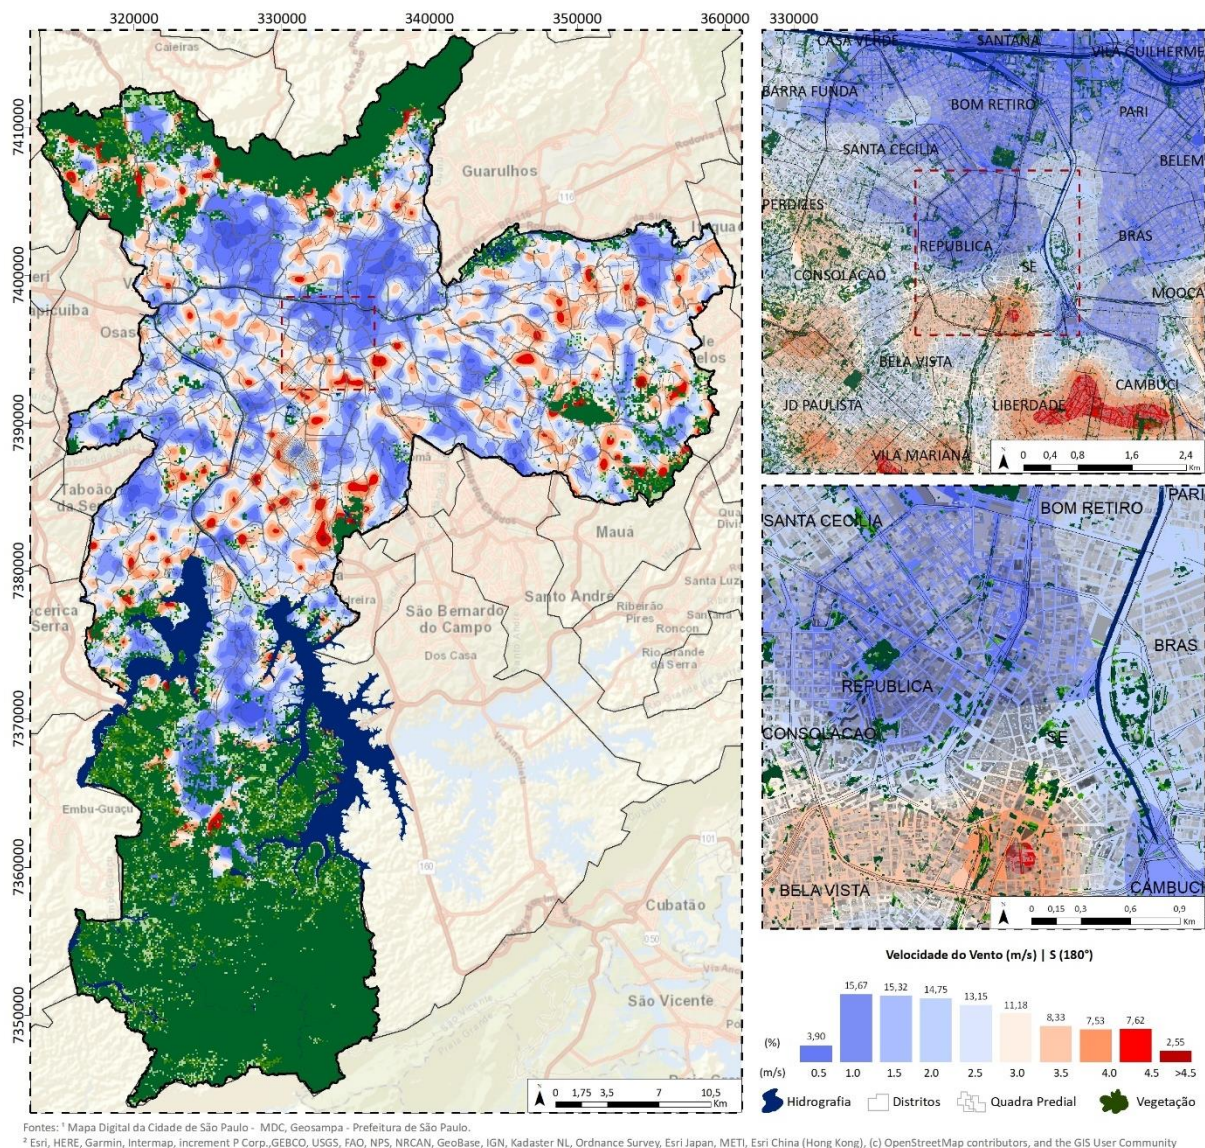 320000 330000 340000 350000 360000
7410000
7400000
7390000
7380000
7370000
7360000
7350000
Caieiras
Guarulhos
116
Osas
Taboão
da Ser
Serra
Embu-Guaçu
Mauá
Santo André
São Bernardo
do Campo
Dos Casa
Ribeirão
Pires
Santa Luz
Roncon
Rio Grande
da Serra
Via Anchieta
160
101
Cubatão
050
São Vicente
N
0 1,75 3,5 7 10,5
Km
330000
CASA VERDE
SANTANA
VILA GUILHERME
BARRA FUNDA
BOM RETIRO
PARI
SANTA CECILIA
BELEM
PERDIZES
REPUBLICA
BRAS
CONSOLACAO
SE
MOOCA
BELA VISTA
CAMBUCI
JD PAULISTA
LIBERDADE
VILA MARIANA
N
0 0,4 0,8 1,6 2,4
Km
PARI
SANTA CECILIA
BOM RETIRO
BRAS
REPUBLICA
CONSOLACAO
SE
BELA VISTA
CAMBUCI
N
0 0,15 0,3 0,6 0,9
Km
Velocidade do Vento (m/s) | S (180°)
3,90 15,67 15,32 14,75 13,15 11,18 8,33 7,53 7,62 2,55
(%)
(m/s) 0.5 1.0 1.5 2.0 2.5 3.0 3.5 4.0 4.5 >4.5
Hidrografia Distritos Quadra Predial Vegetação
Fontes: ¹ Mapa Digital da Cidade de São Paulo - MDC, Geosampa - Prefeitura de São Paulo.
² Esri, HERE, Garmin, Intermap, increment P Corp.,GEBCO, USGS, FAO, NPS, NRCAN, GeoBase, IGN, Kadaster NL, Ordnance Survey, Esri Japan, METI, Esri China (Hong Kong), (c) OpenStreetMap contributors, and the GIS User Community